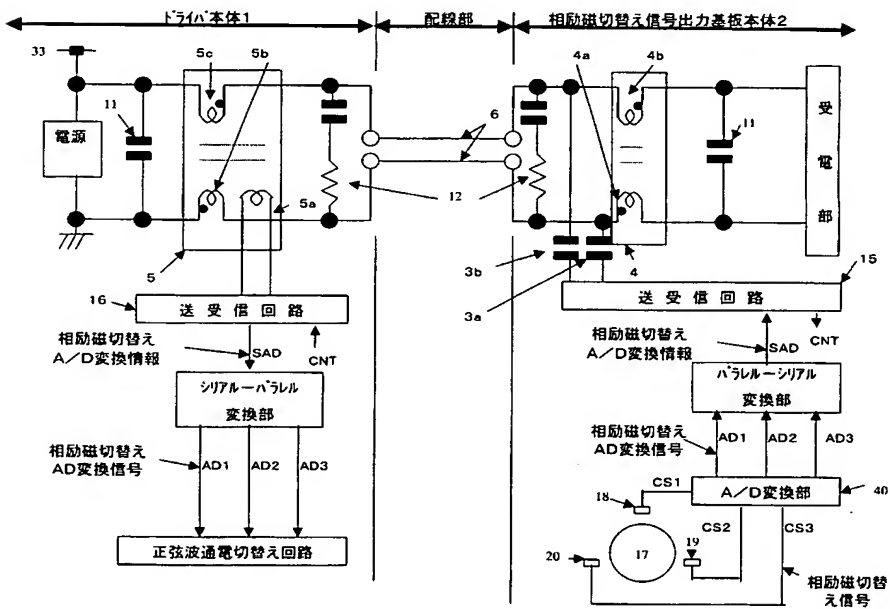 ドライバ本体1
配線部
相励磁切替え信号出力基板本体2
33
11
電源
5c
5b
5a
5
12
6
3b
3a
4a
4b
4
11
受電部
16
送受信回路
15
送受信回路
相励磁切替え
A/D変換情報
SAD
CNT
シリアルーパラレル
変換部
相励磁切替え
AD変換信号
AD1
AD2
AD3
正弦波通電切替え回路
相励磁切替え
A/D変換情報
SAD
CNT
パラレルーシリアル
変換部
相励磁切替え
AD変換信号
AD1
AD2
AD3
A/D変換部
40
CS1
CS2
CS3
18
17
19
20
相励磁切替
え信号